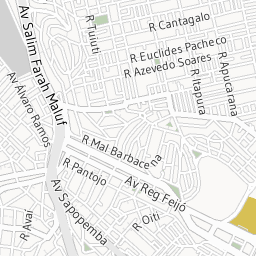 Av Salim Farah Maluf
R Tuiuti
R Cantagalo
R Euclides Pacheco
R Azevedo Soares
R Itapura
R Apucarana
Av Álvaro Ramos
R Mal Barbacena
R Pantojo
Av Reg Feijó
Av Sapopemba
R Avaí
R Oiti